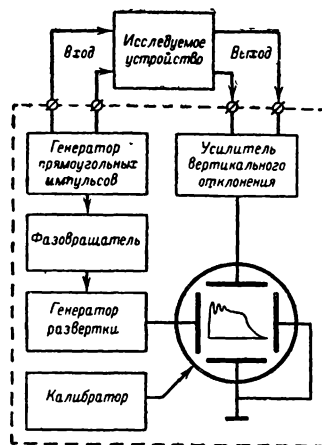 Вход
Исследуемое
устройство
Выход
Генератор
прямоугольных
импульсов
Усилитель
вертикального
отклонения
Фазовращатель
Генератор
развертки
Калибратор